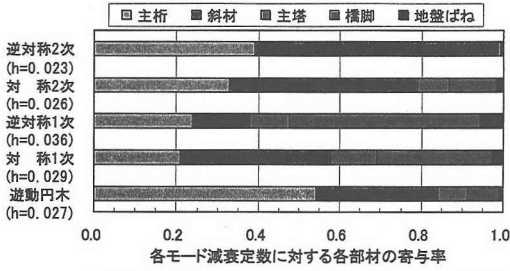 主桁 斜材 主塔 橋脚 地盤ばね
逆対称2次
(h=0.023)
対　称2次
(h=0.026)
逆対称1次
(h=0.036)
対　称1次
(h=0.029)
遊動円木
(h=0.027)
0.0 0.2 0.4 0.6 0.8 1.0
各モード減衰定数に対する各部材の寄与率